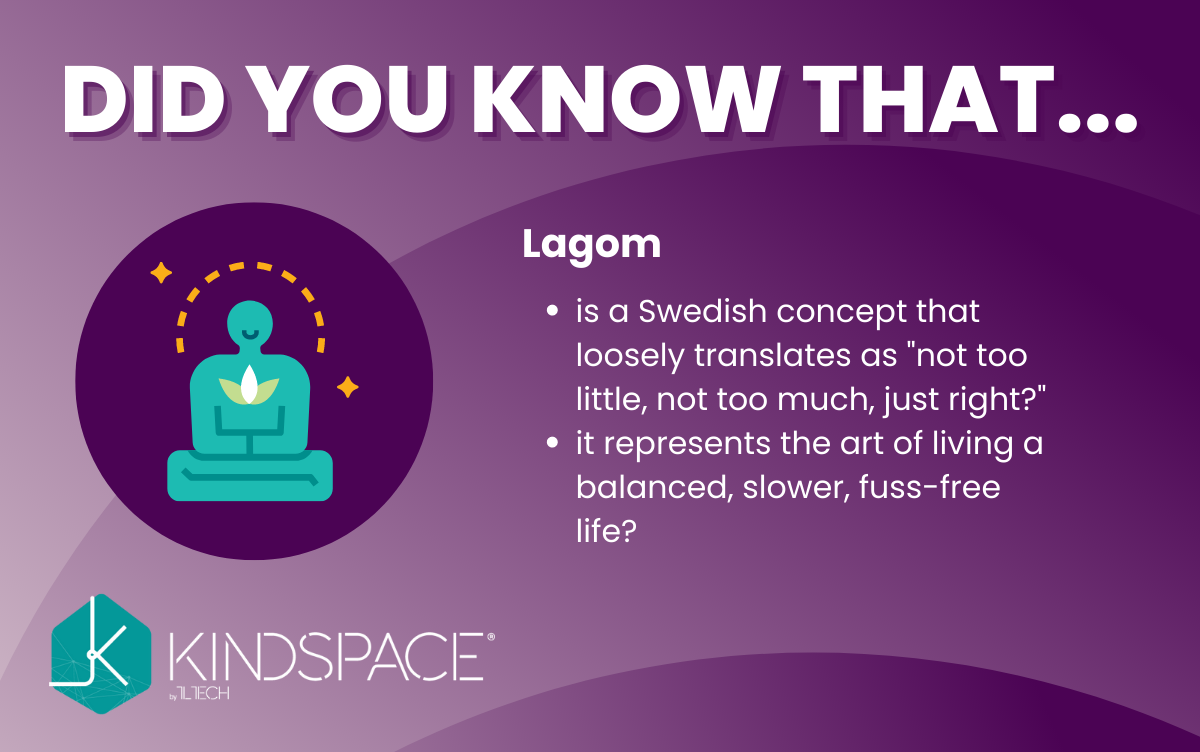 DID YOU KNOW THAT...
Lagom
• is a Swedish concept that
loosely translates as "not too
little, not too much, just right?"
• it represents the art of living a
balanced, slower, fuss-free
life?
KINDSPACE®
by 1LTECH